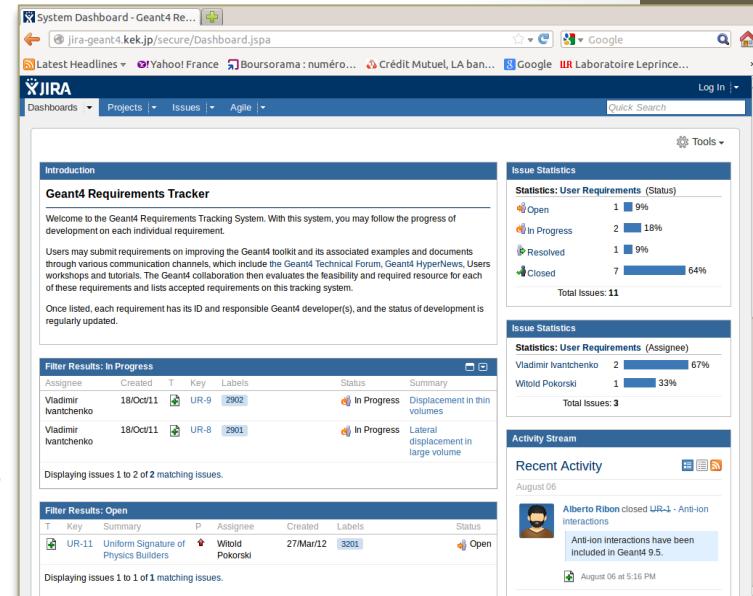 System Dashboard - Geant4 Re...
jira-geant4.kek.jp/secure/Dashboard.jspa
Google
Latest Headlines
Yahoo! France
Boursorama : numéro...
Crédit Mutuel, LA ban...
Google
LLR Laboratoire Leprince...
JIRA
Log In
Dashboards
Projects
Issues
Agile
Quick Search
Tools
Introduction
Geant4 Requirements Tracker
Welcome to the Geant4 Requirements Tracking System. With this system, you may follow the progress of
development on each individual requirement.
Users may submit requirements on improving the Geant4 toolkit and its associated examples and documents
through various communication channels, which include the Geant4 Technical Forum, Geant4 HyperNews, Users
workshops and tutorials. The Geant4 collaboration then evaluates the feasibility and required resource for each
of these requirements and lists accepted requirements on this tracking system.
Once listed, each requirement has its ID and responsible Geant4 developer(s), and the status of development is
regularly updated.
Filter Results: In Progress
Assignee Created T Key Labels Status Summary
Vladimir Ivantchenko 18/Oct/11 UR-9 2902 In Progress Displacement in thin volumes
Vladimir Ivantchenko 18/Oct/11 UR-8 2901 In Progress Lateral displacement in large volume
Displaying issues 1 to 2 of 2 matching issues.
Filter Results: Open
T Key Summary P Assignee Created Labels Status
UR-11 Uniform Signature of Physics Builders Witold Pokorski 27/Mar/12 3201 Open
Displaying issues 1 to 1 of 1 matching issues.
Issue Statistics
Statistics: User Requirements (Status)
Open 1 9%
In Progress 2 18%
Resolved 1 9%
Closed 7 64%
Total Issues: 11
Issue Statistics
Statistics: User Requirements (Assignee)
Vladimir Ivantchenko 2 67%
Witold Pokorski 1 33%
Total Issues: 3
Activity Stream
Recent Activity
August 06
Alberto Ribon closed UR-1 - Anti-ion
interactions
Anti-ion interactions have been
included in Geant4 9.5.
August 06 at 5:16 PM